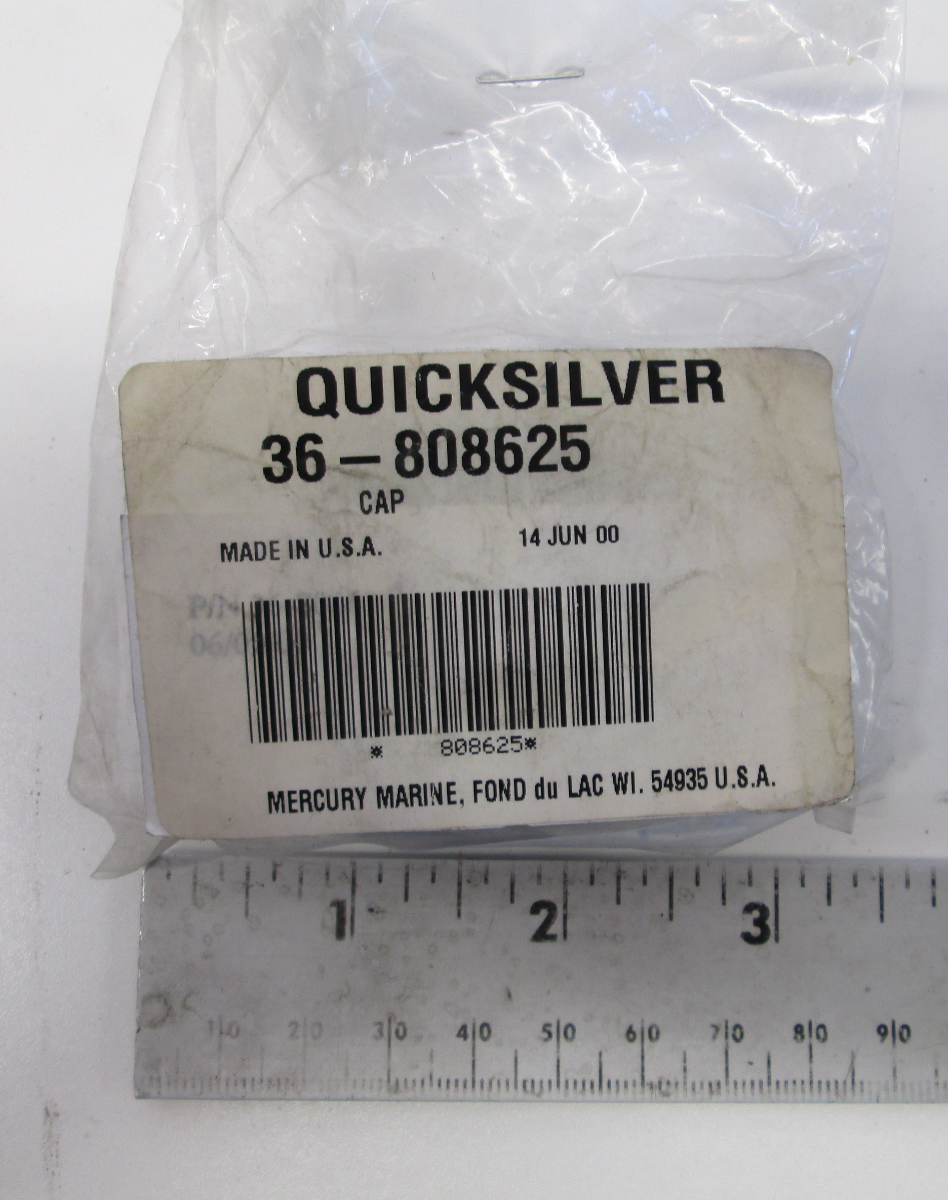 QUICKSILVER
36-808625
CAP
MADE IN U.S.A. 14 JUN 00
P/N
* 808625*
MERCURY MARINE, FOND du LAC WI. 54935 U.S.A.
1 2 3
10 20 30 40 50 60 70 80 90